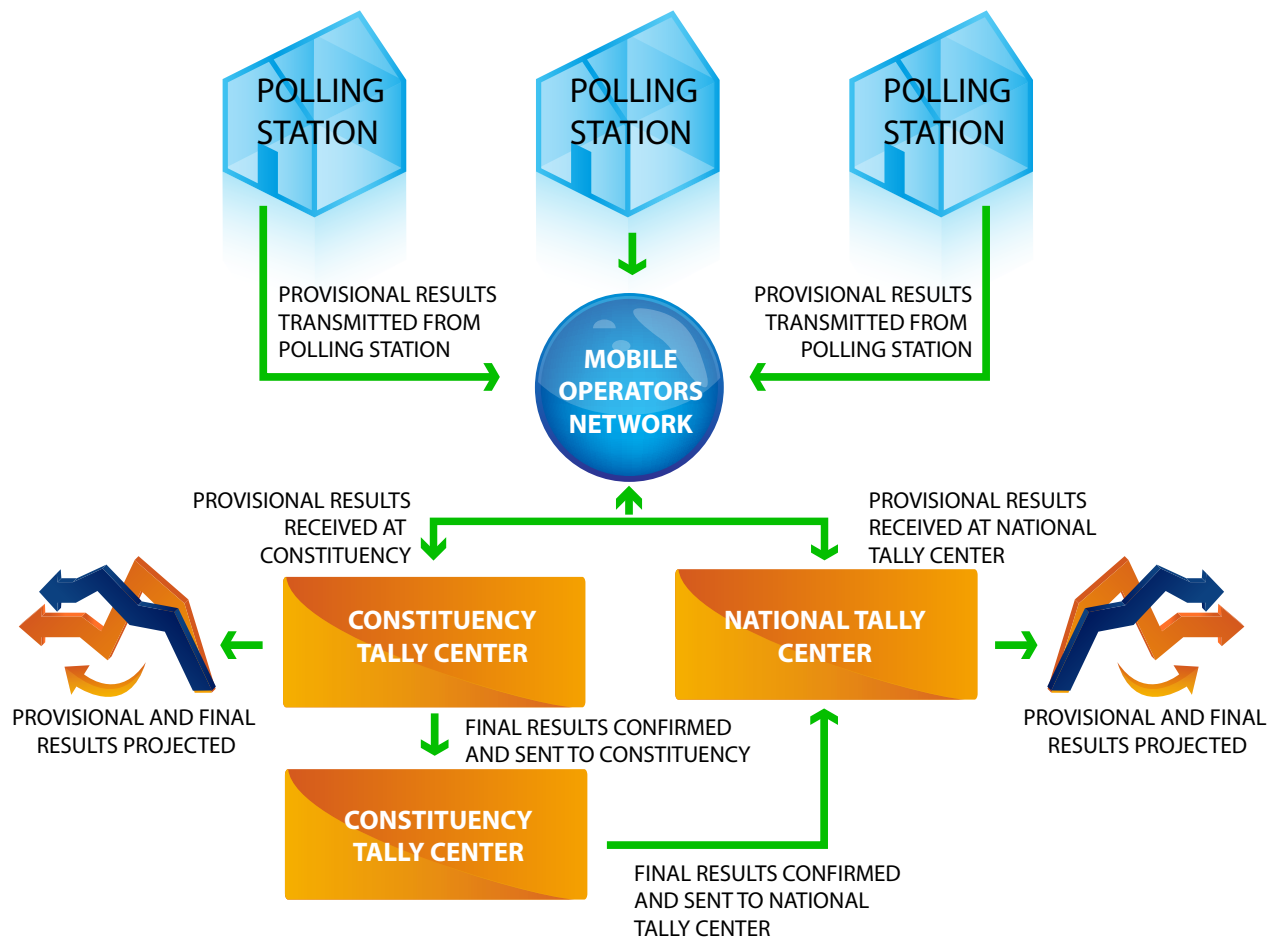 POLLING
STATION
POLLING
STATION
POLLING
STATION
PROVISIONAL RESULTS
TRANSMITTED FROM
POLLING STATION
PROVISIONAL RESULTS
TRANSMITTED FROM
POLLING STATION
MOBILE
OPERATORS
NETWORK
PROVISIONAL RESULTS
RECEIVED AT
CONSTITUENCY
PROVISIONAL RESULTS
RECEIVED AT NATIONAL
TALLY CENTER
CONSTITUENCY
TALLY CENTER
NATIONAL TALLY
CENTER
PROVISIONAL AND FINAL
RESULTS PROJECTED
FINAL RESULTS CONFIRMED
AND SENT TO CONSTITUENCY
PROVISIONAL AND FINAL
RESULTS PROJECTED
CONSTITUENCY
TALLY CENTER
FINAL RESULTS CONFIRMED
AND SENT TO NATIONAL
TALLY CENTER